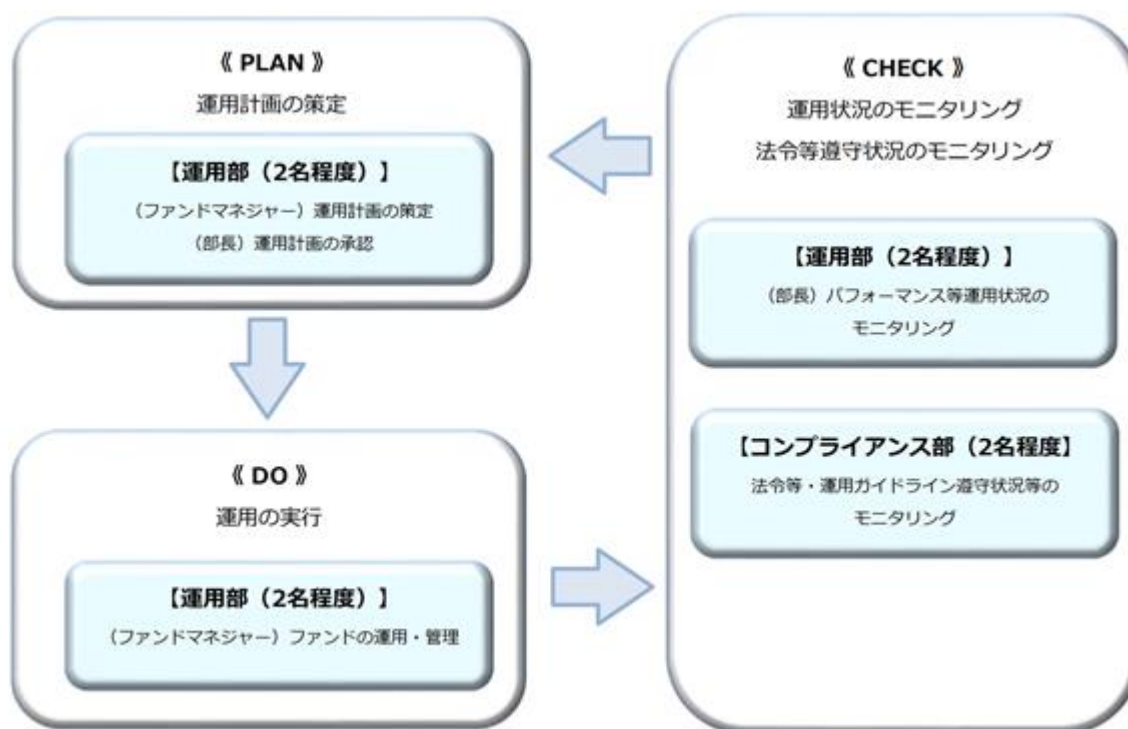 《 PLAN 》
運用計画の策定
【運用部（2名程度）】
（ファンドマネジャー）運用計画の策定
（部長）運用計画の承認
《 DO 》
運用の実行
【運用部（2名程度）】
（ファンドマネジャー）ファンドの運用・管理
《 CHECK 》
運用状況のモニタリング
法令等遵守状況のモニタリング
【運用部（2名程度）】
（部長）パフォーマンス等運用状況の
モニタリング
【コンプライアンス部（2名程度】
法令等・運用ガイドライン遵守状況等の
モニタリング